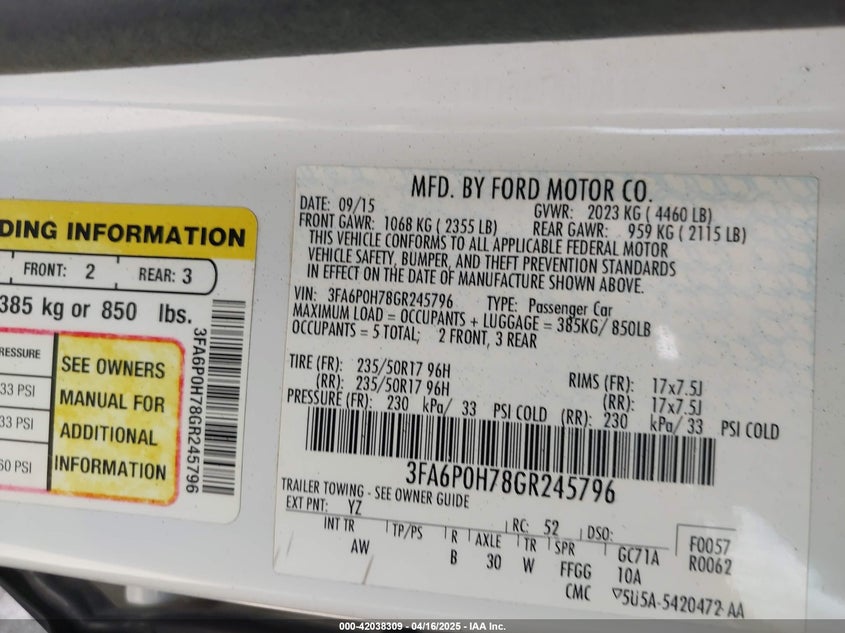 DING INFORMATION
FRONT: 2 REAR: 3
385 kg or 850 lbs.
RESSURE
33 PSI
33 PSI
60 PSI
SEE OWNERS
MANUAL FOR
ADDITIONAL
INFORMATION
3FA6P0H78GR245796
MFD. BY FORD MOTOR CO.
DATE: 09/15 GVWR: 2023 KG ( 4460 LB)
FRONT GAWR: 1068 KG ( 2355 LB) REAR GAWR: 959 KG ( 2115 LB)
THIS VEHICLE CONFORMS TO ALL APPLICABLE FEDERAL MOTOR
VEHICLE SAFETY, BUMPER, AND THEFT PREVENTION STANDARDS
IN EFFECT ON THE DATE OF MANUFACTURE SHOWN ABOVE.
VIN: 3FA6P0H78GR245796 TYPE: Passenger Car
MAXIMUM LOAD = OCCUPANTS + LUGGAGE = 385KG/ 850LB
OCCUPANTS = 5 TOTAL; 2 FRONT, 3 REAR
TIRE (FR): 235/50R17 96H RIMS (FR): 17x7.5J
(RR): 235/50R17 96H (RR): 17x7.5J
PRESSURE (FR): 230 kPa/ 33 PSI COLD (RR): 230 kPa/ 33 PSI COLD
3FA6P0H78GR245796
TRAILER TOWING - SEE OWNER GUIDE
EXT PNT: YZ RC: 52 DSO:
INT TR TP/PS R AXLE TR SPR GC71A F0057
AW B 30 W FFGG 10A R0062
CMC 5U5A-5420472-AA
000-42038309 - 04/16/2025 - IAA Inc.